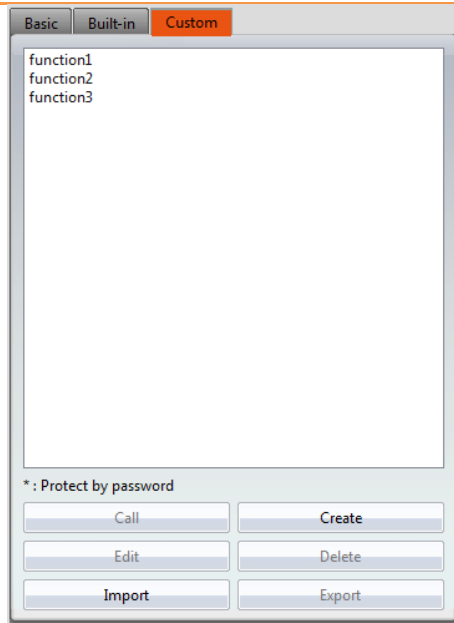 Basic Built-in Custom
function1
function2
function3
* : Protect by password
Call Create
Edit Delete
Import Export